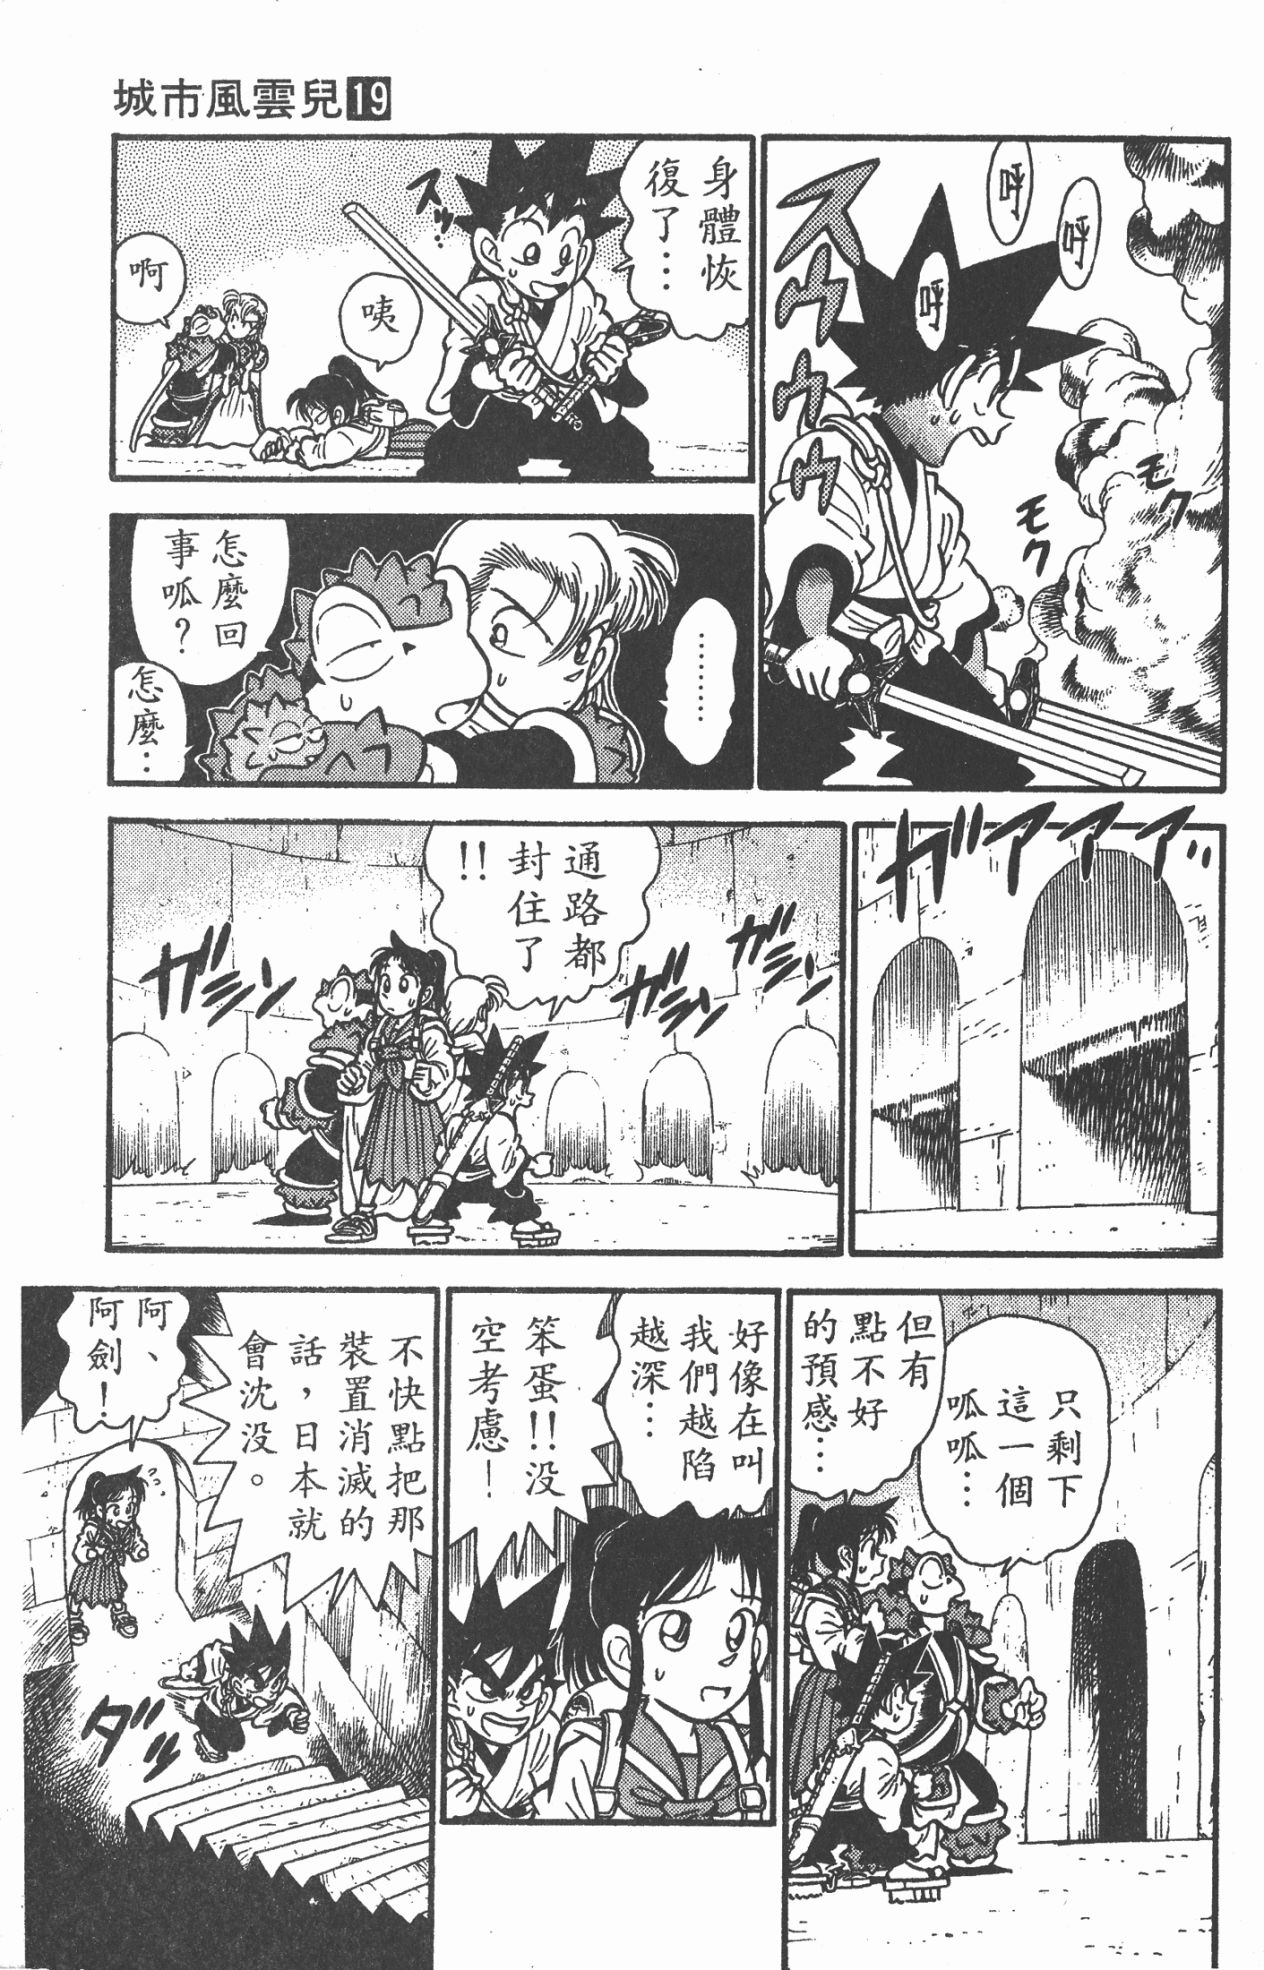 城市風雲兒19
呼
呼
呼
スウウウウ
モク
モク
身體恢
復了…
スッ…
咦
啊
………
怎麼回
事呱？
怎麼…
ガアアア…
通路都
封住了
!!
ガシン
ガシン
ガシン
只剩下
這一個
呱呱…
但有
點不好
的預感…
好像在叫
我們越陷
越深…
笨蛋!!沒
空考慮！
不快點把那
裝置消滅的
話，日本就
會沈没。
阿、
阿劍！
ダッ